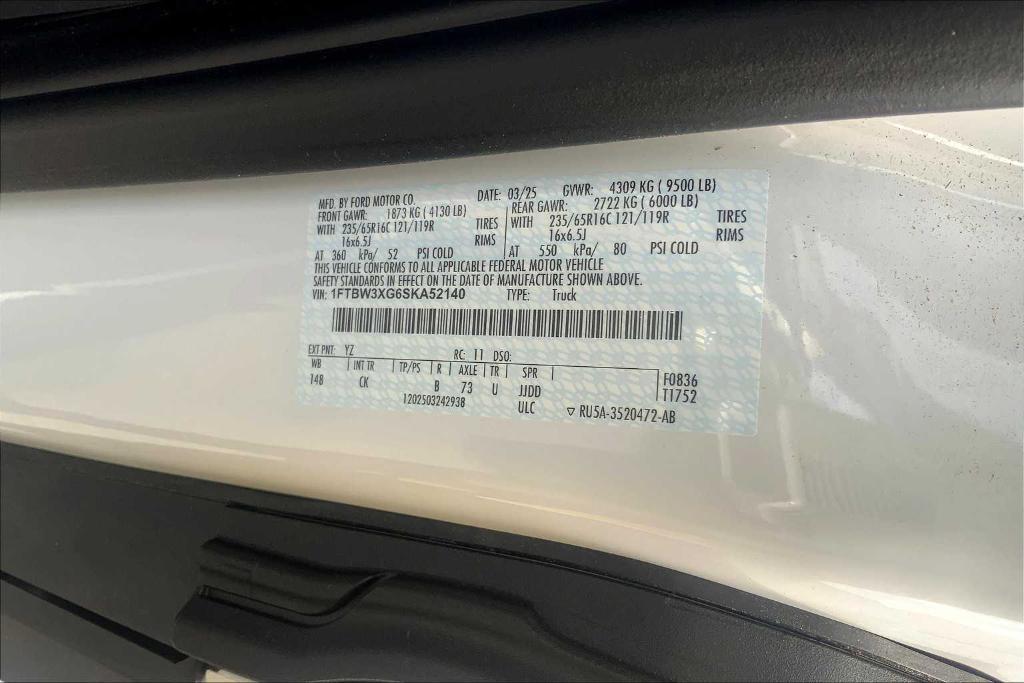 MFD. BY FORD MOTOR CO. DATE: 03/25 GVWR: 4309 KG ( 9500 LB)
FRONT GAWR: 1873 KG ( 4130 LB) REAR GAWR: 2722 KG ( 6000 LB)
WITH 235/65R16C 121/119R TIRES WITH 235/65R16C 121/119R TIRES
16x6.5J RIMS 16x6.5J RIMS
AT 360 kPa/ 52 PSI COLD AT 550 kPa/ 80 PSI COLD
THIS VEHICLE CONFORMS TO ALL APPLICABLE FEDERAL MOTOR VEHICLE
SAFETY STANDARDS IN EFFECT ON THE DATE OF MANUFACTURE SHOWN ABOVE.
VIN: 1FTBW3XG6SKA52140 TYPE: Truck
EXT PNT: YZ RC: 11 DSO:
WB INT TR TP/PS R AXLE TR SPR
148 CK B 73 U JJDD F0836
1202503242938 ULC T1752
▽ RU5A-3520472-AB